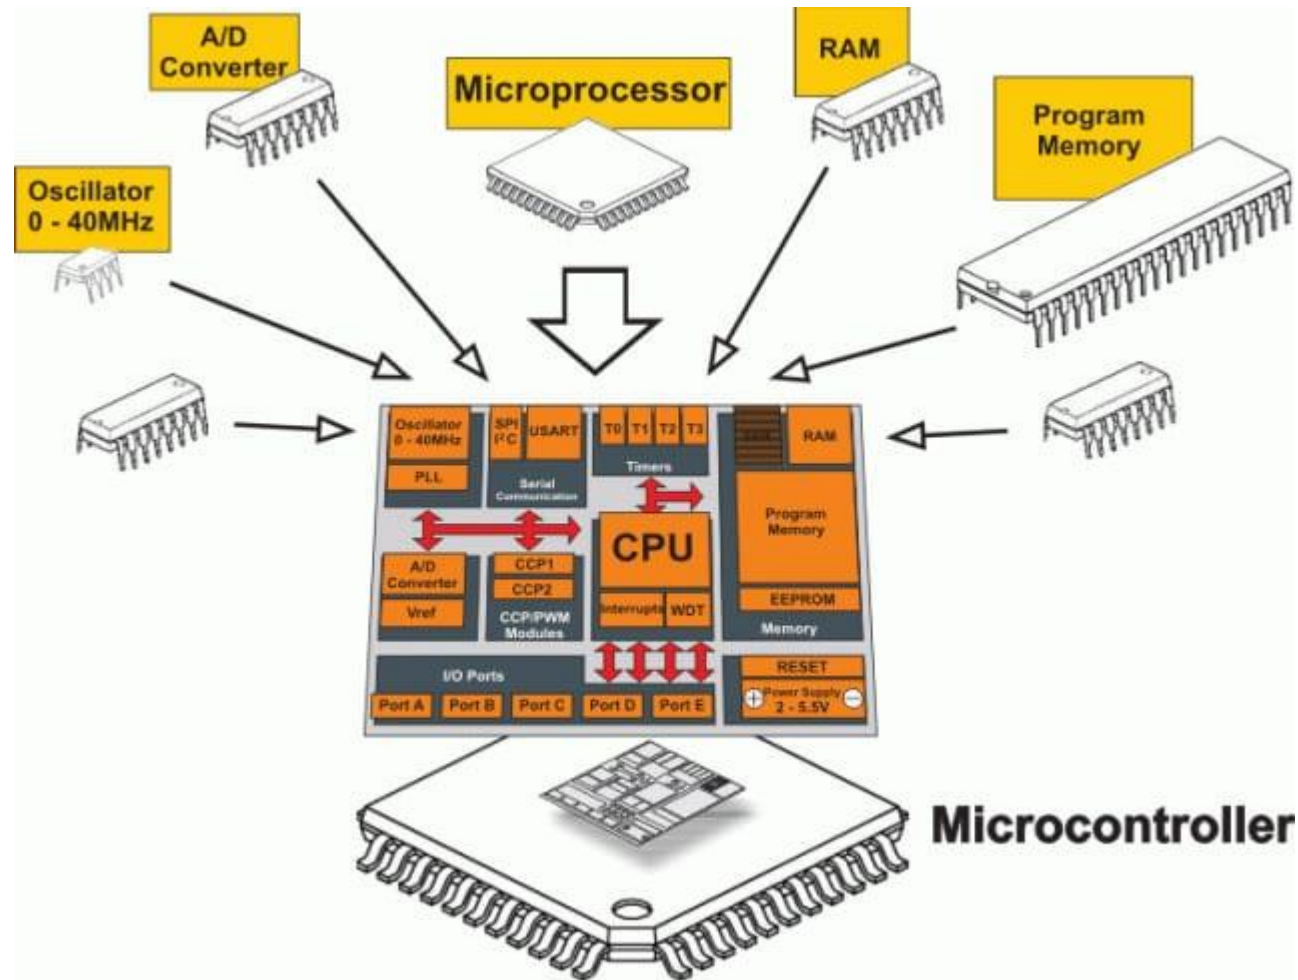 A/D
Converter
Microprocessor
RAM
Program
Memory
Oscillator
0 - 40MHz
Oscillator
0 - 40MHz
PLL
SPI
I²C
USART
Serial
Communication
T0 T1 T2 T3
Timers
RAM
Program
Memory
EEPROM
Memory
A/D
Converter
Vref
CCP1
CCP2
CCP/PWM
Modules
CPU
Interrupts WDT
I/O Ports
Port A Port B Port C Port D Port E
RESET
+ Power Supply −
2 - 5.5V
Microcontroller